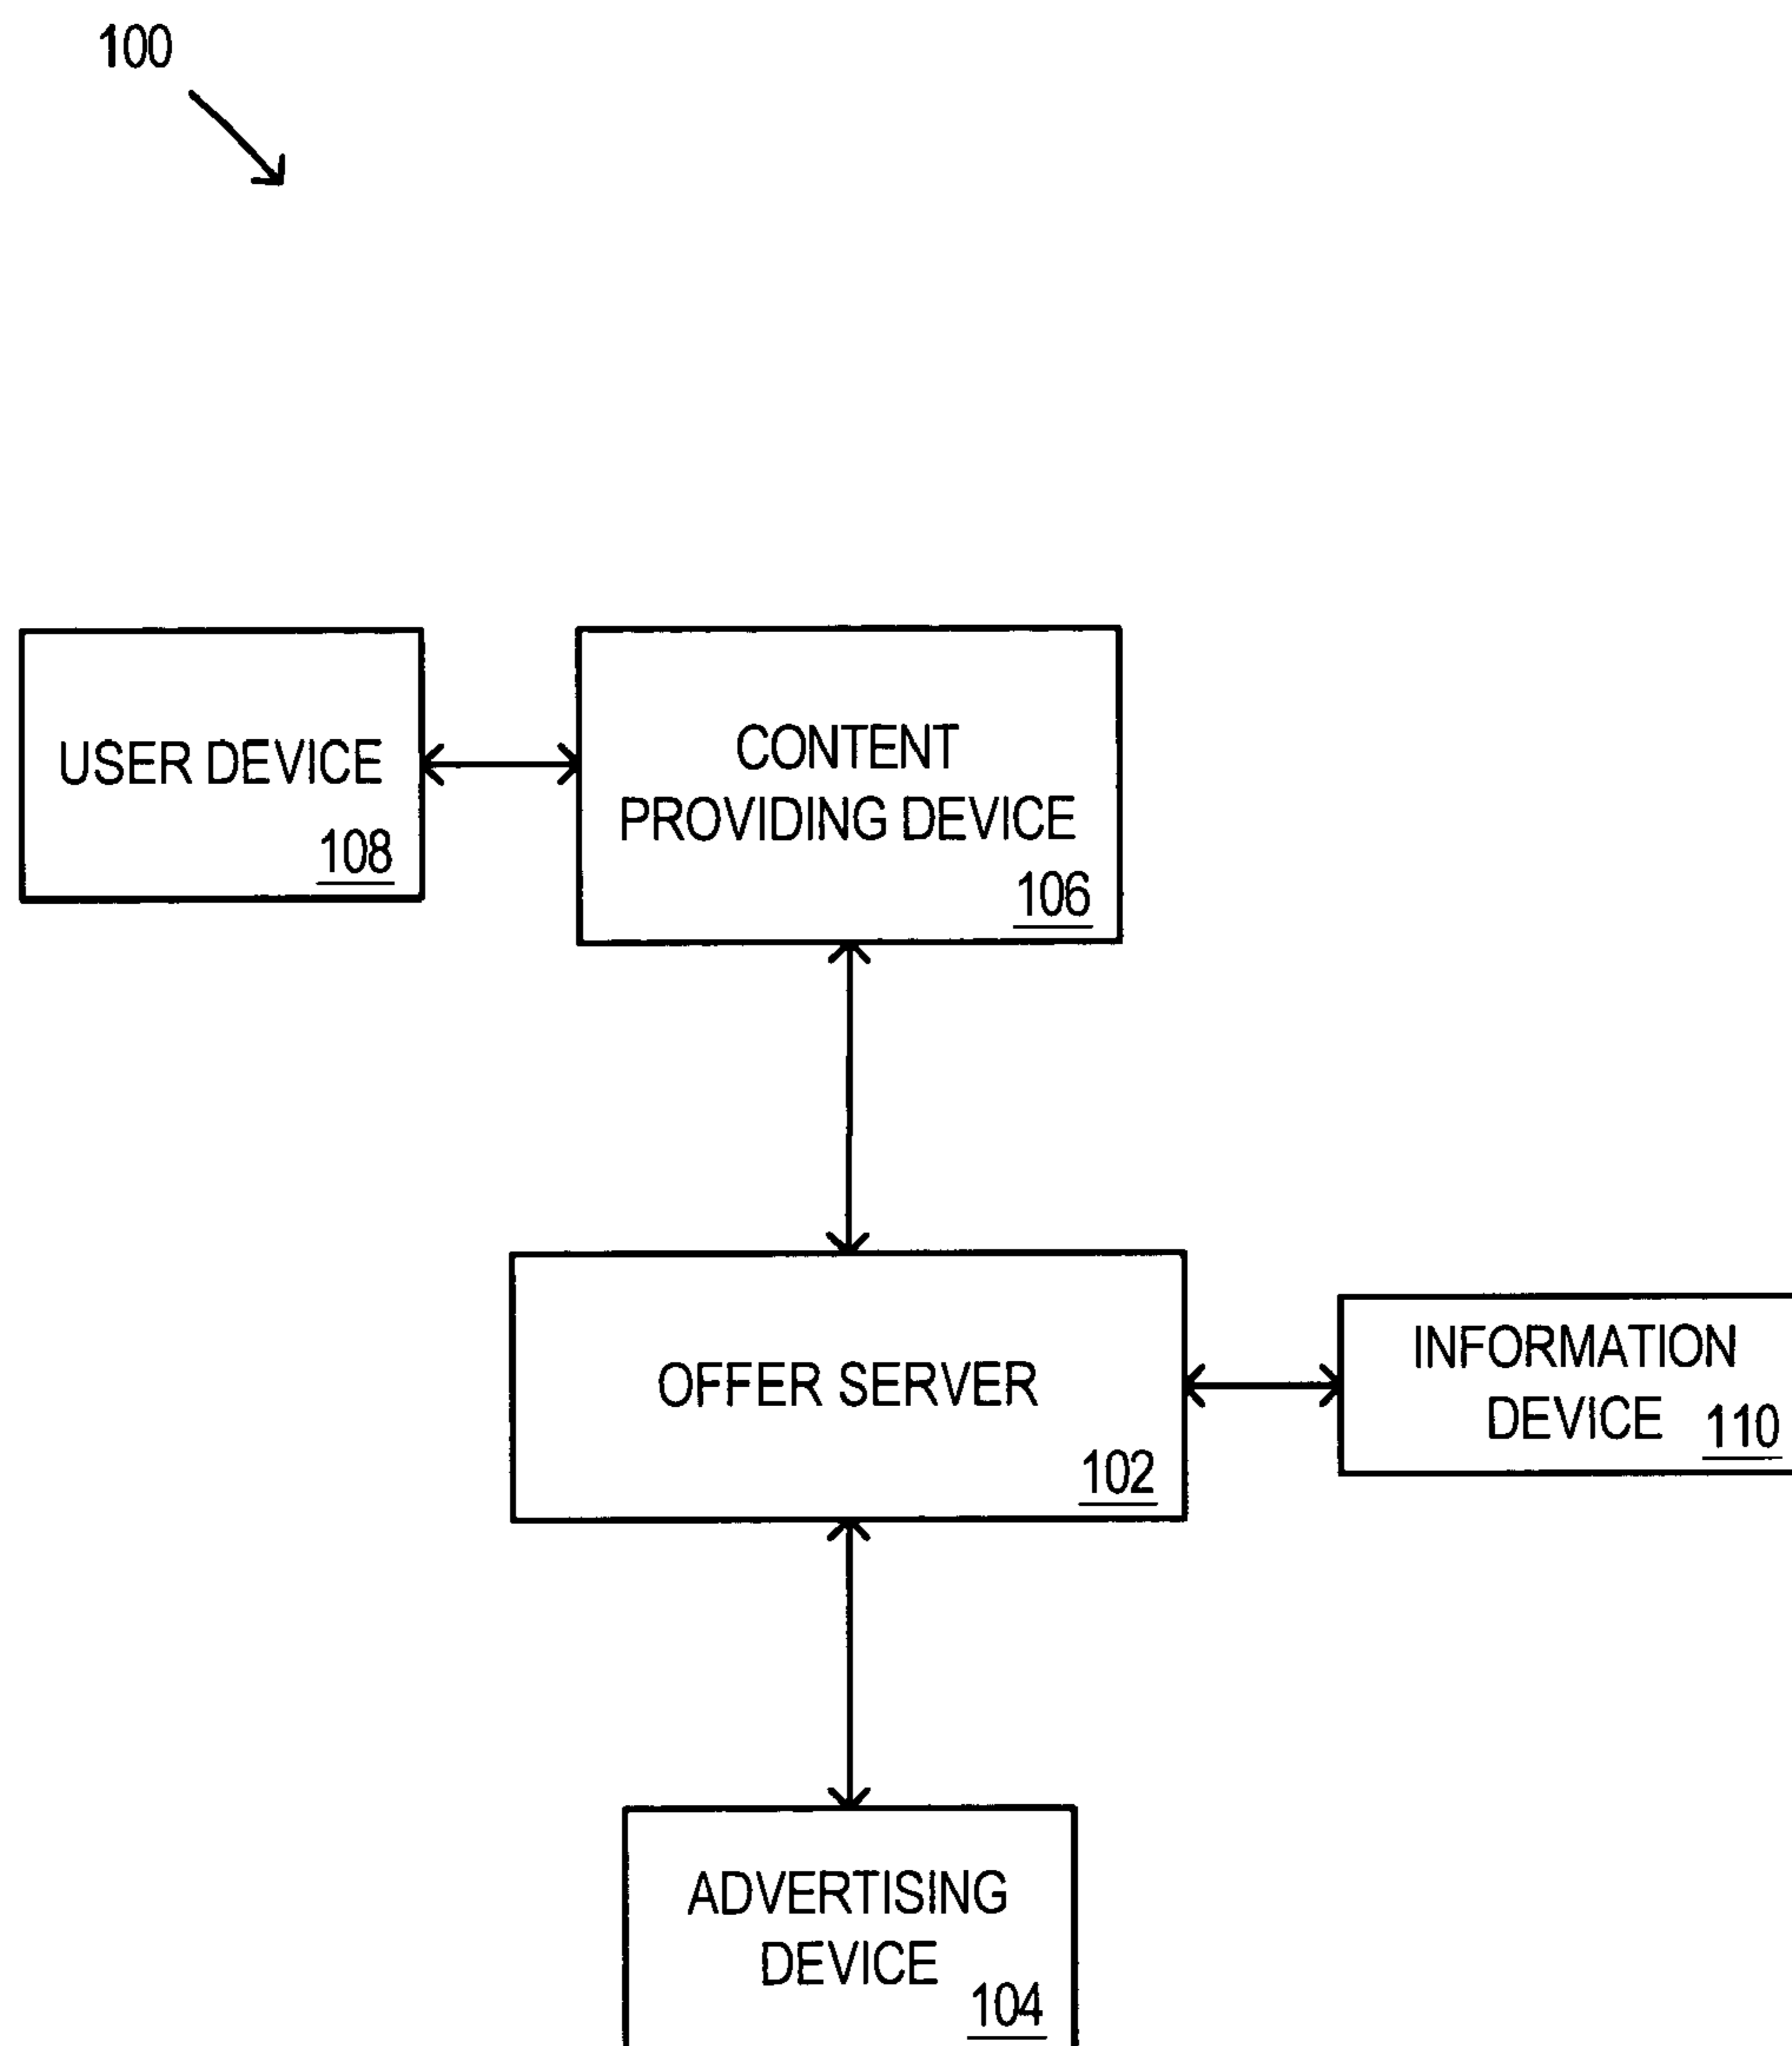 100
USER DEVICE
108
CONTENT
PROVIDING DEVICE
106
OFFER SERVER
102
INFORMATION
DEVICE 110
ADVERTISING
DEVICE
104